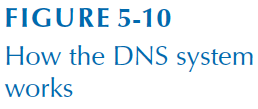 FIGURE 5-10
How the DNS system
works